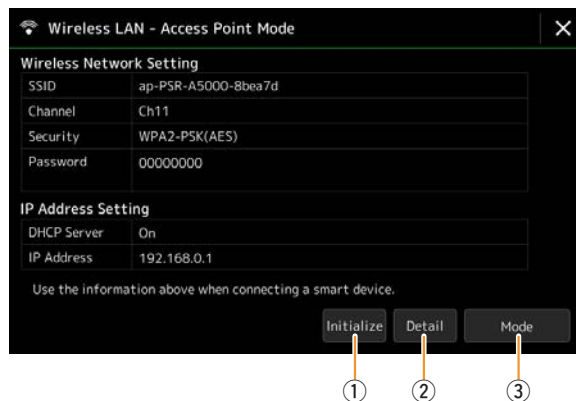 Wireless LAN - Access Point Mode
Wireless Network Setting
SSID ap-PSR-A5000-8bea7d
Channel Ch11
Security WPA2-PSK(AES)
Password 00000000
IP Address Setting
DHCP Server On
IP Address 192.168.0.1
Use the information above when connecting a smart device.
Initialize Detail Mode
① ② ③